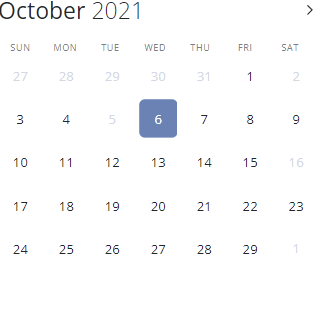 October 2021
SUN MON TUE WED THU FRI SAT
27 28 29 30 31 1 2
3 4 5 6 7 8 9
10 11 12 13 14 15 16
17 18 19 20 21 22 23
24 25 26 27 28 29 1